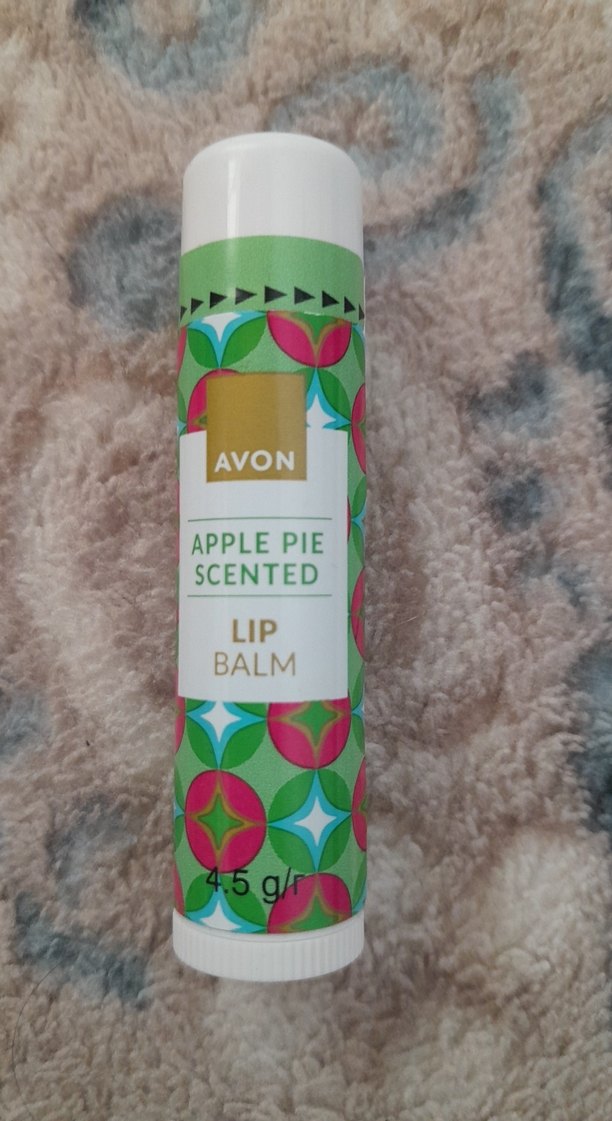 AVON
APPLE PIE
SCENTED
LIP
BALM
4.5 g/г